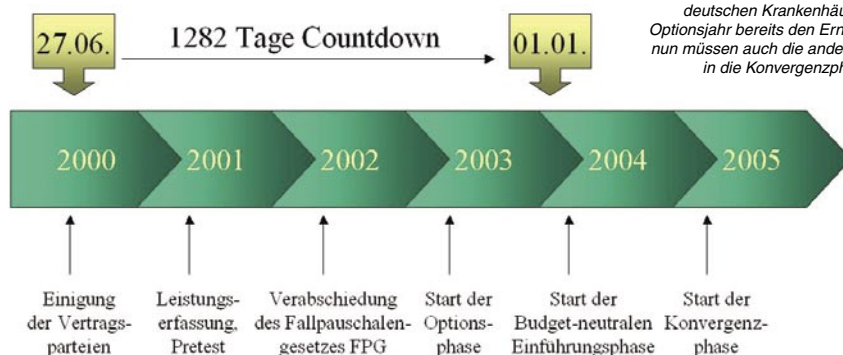 deutschen Krankenhäu
Optionsjahr bereits den Ern
nun müssen auch die ande
in die Konvergenzph
27.06.
1282 Tage Countdown
01.01.
2000
2001
2002
2003
2004
2005
Einigung
der Vertrags-
parteien
Leistungs-
erfassung,
Pretest
Verabschiedung
des Fallpauschalen-
gesetzes FPG
Start der
Options-
phase
Start der
Budget-neutralen
Einführungsphase
Start der
Konvergenz-
phase